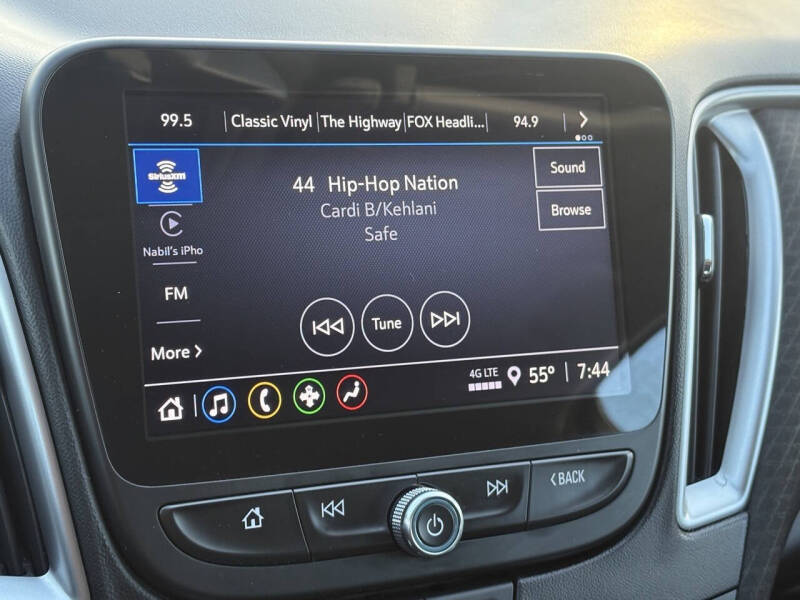 99.5 Classic Vinyl The Highway FOX Headli... 94.9
SiriusXM
44 Hip-Hop Nation
Cardi B/Kehlani
Safe
Sound
Browse
Nabil's iPho
FM
More
Tune
4G LTE 55° 7:44
BACK